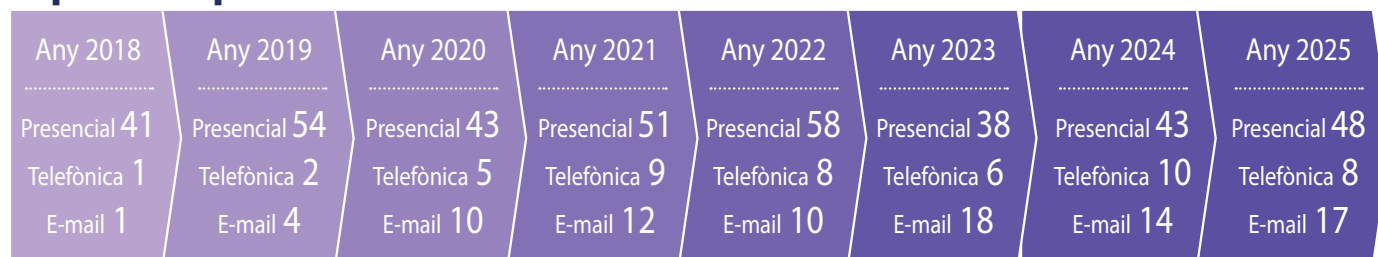 Any 2018
Presencial 41
Telefònica 1
E-mail 1
Any 2019
Presencial 54
Telefònica 2
E-mail 4
Any 2020
Presencial 43
Telefònica 5
E-mail 10
Any 2021
Presencial 51
Telefònica 9
E-mail 12
Any 2022
Presencial 58
Telefònica 8
E-mail 10
Any 2023
Presencial 38
Telefònica 6
E-mail 18
Any 2024
Presencial 43
Telefònica 10
E-mail 14
Any 2025
Presencial 48
Telefònica 8
E-mail 17